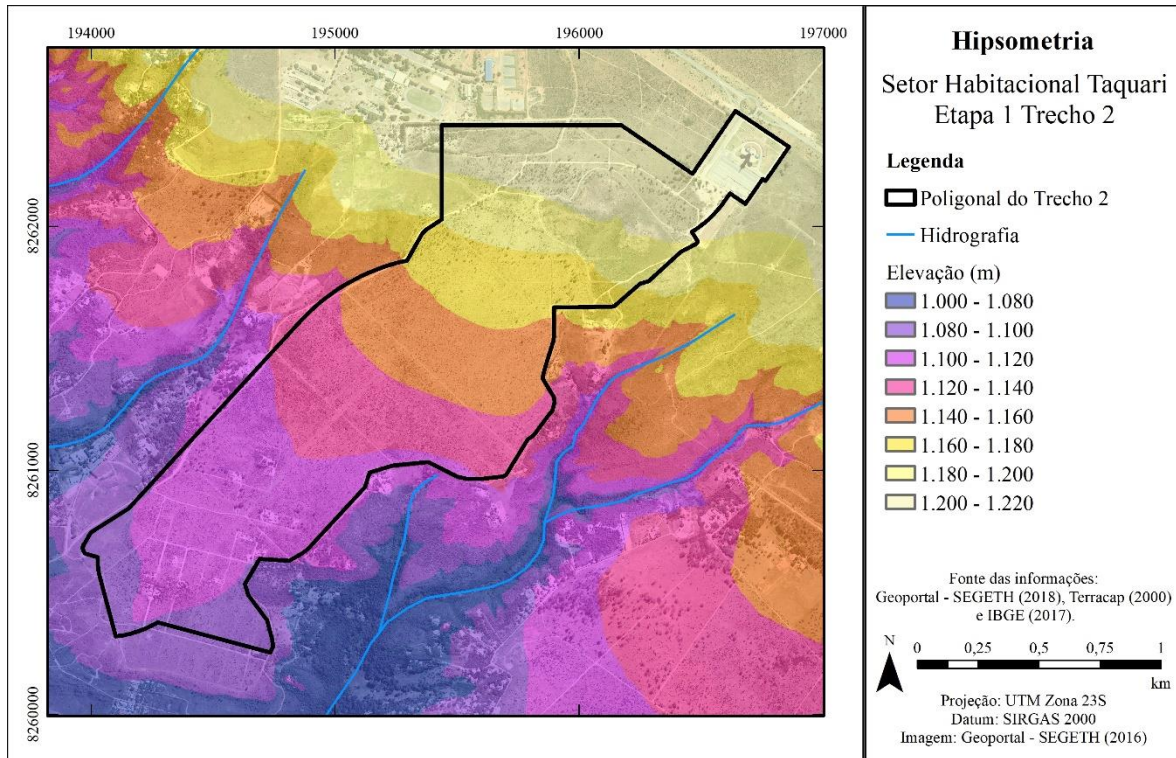 194000
195000
196000
197000
8262000
8261000
8260000
Hipsometria
Setor Habitacional Taquari
Etapa 1 Trecho 2
Legenda
Poligonal do Trecho 2
Hidrografia
Elevação (m)
1.000 - 1.080
1.080 - 1.100
1.100 - 1.120
1.120 - 1.140
1.140 - 1.160
1.160 - 1.180
1.180 - 1.200
1.200 - 1.220
Fonte das informações:
Geoportal - SEGETH (2018), Terracap (2000)
e IBGE (2017).
N
0 0,25 0,5 0,75 1
km
Projeção: UTM Zona 23S
Datum: SIRGAS 2000
Imagem: Geoportal - SEGETH (2016)